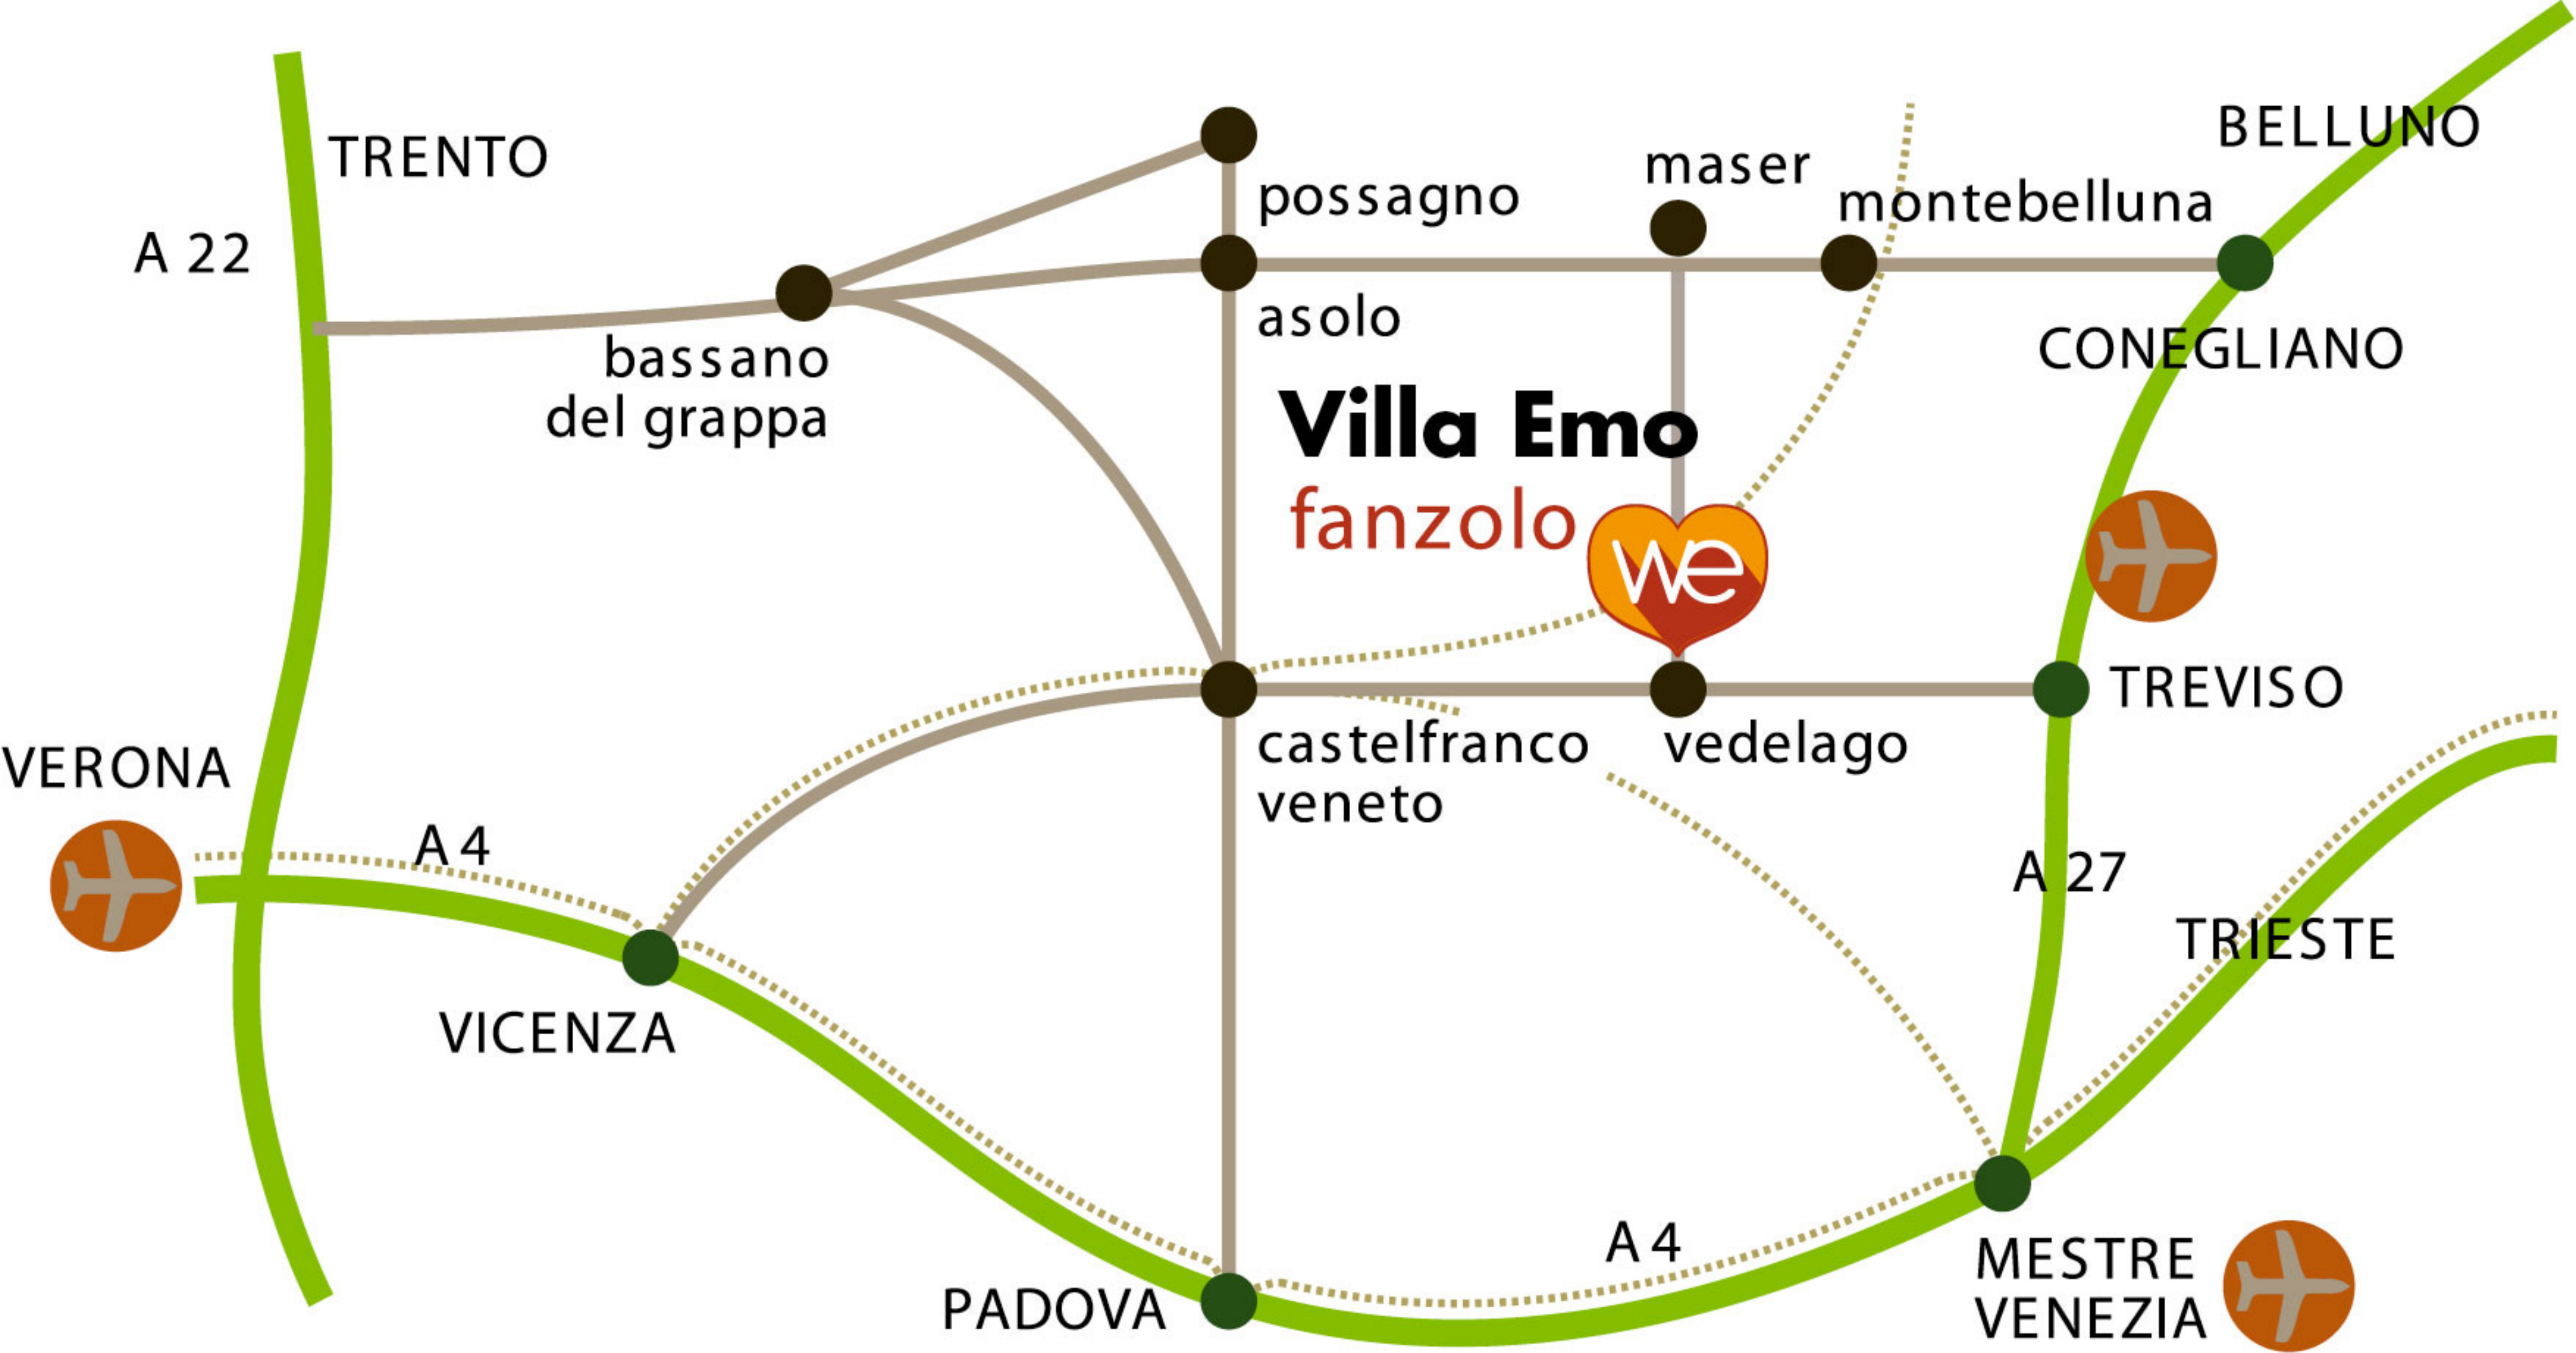 BELLUNO
TRENTO
maser
possagno
montebelluna
A 22
asolo
CONEGLIANO
bassano
del grappa
Villa Emo
fanzolo
we
TREVISO
castelfranco
veneto
vedelago
VERONA
A 4
A 27
TRIESTE
VICENZA
A 4
MESTRE
VENEZIA
PADOVA